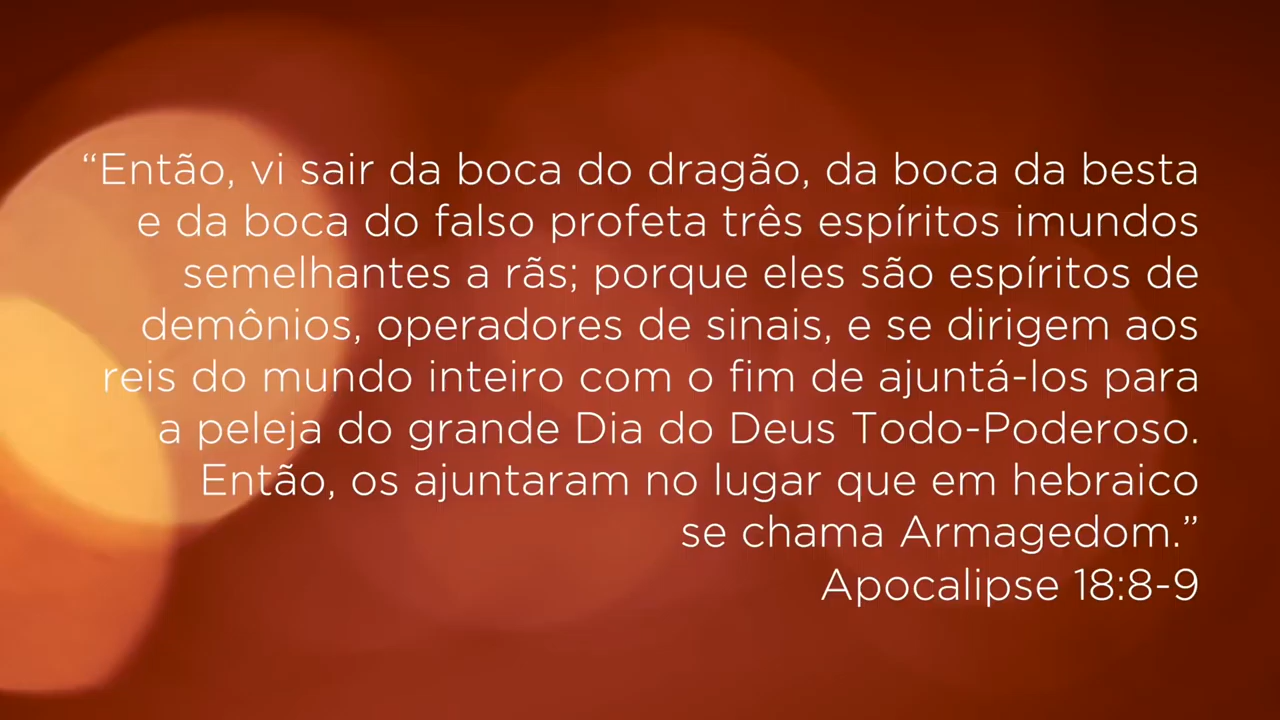 “Então, vi sair da boca do dragão, da boca da besta
e da boca do falso profeta três espíritos imundos
semelhantes a rãs; porque eles são espíritos de
demônios, operadores de sinais, e se dirigem aos
reis do mundo inteiro com o fim de ajuntá-los para
a peleja do grande Dia do Deus Todo-Poderoso.
Então, os ajuntaram no lugar que em hebraico
se chama Armagedom.”
Apocalipse 18:8-9